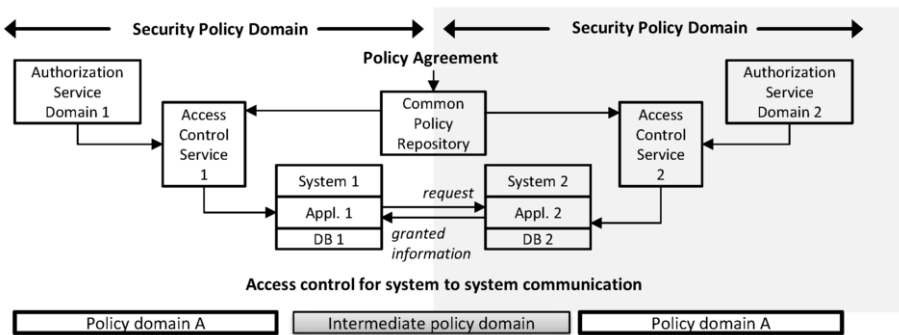 Security Policy Domain
Security Policy Domain
Policy Agreement
Authorization
Service
Domain 1
Access
Control
Service
1
Common
Policy
Repository
Access
Control
Service
2
Authorization
Service
Domain 2
System 1
Appl. 1
DB 1
request
granted
information
System 2
Appl. 2
DB 2
Access control for system to system communication
Policy domain A
Intermediate policy domain
Policy domain A